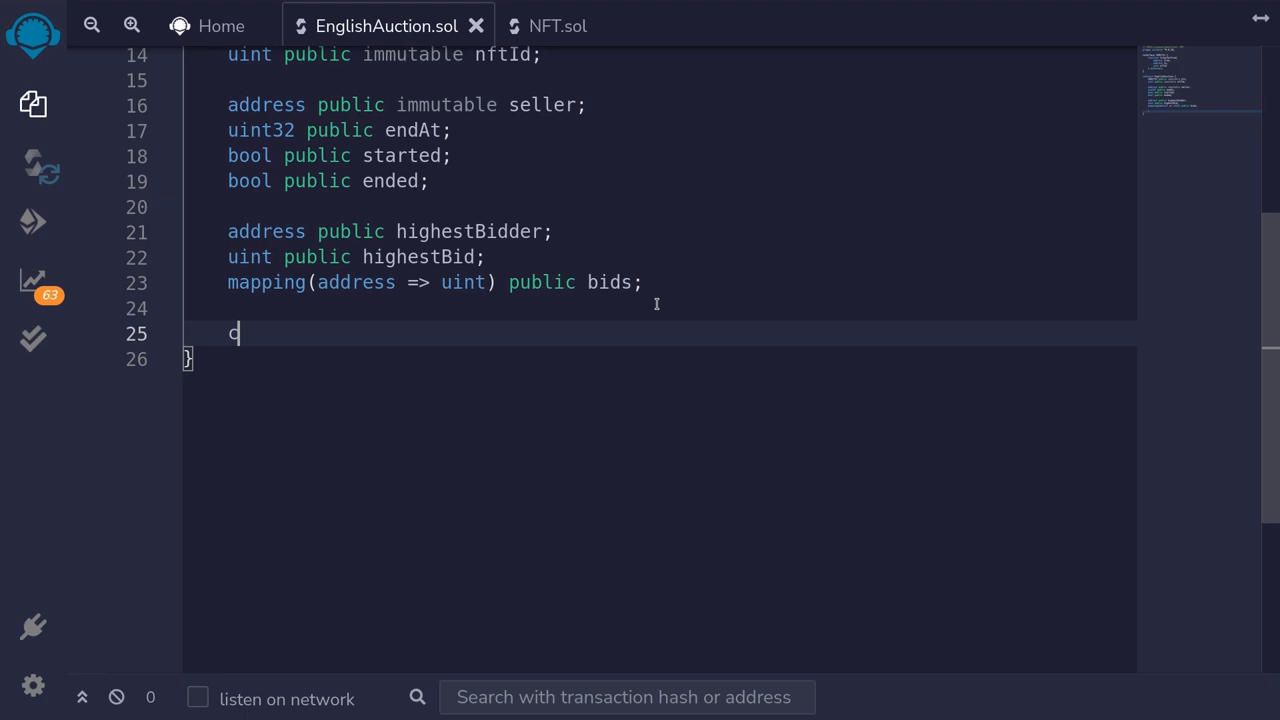 Home
EnglishAuction.sol
NFT.sol
14 uint public immutable nftId;
15
16 address public immutable seller;
17 uint32 public endAt;
18 bool public started;
19 bool public ended;
20
21 address public highestBidder;
22 uint public highestBid;
23 mapping(address => uint) public bids;
24
25 c
26 }
63
0
listen on network
Search with transaction hash or address